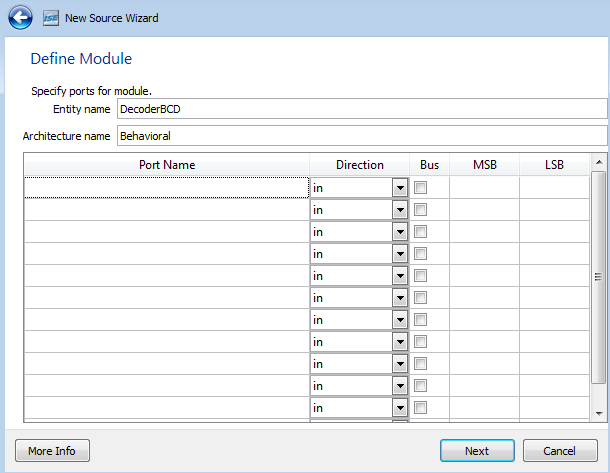 ISE New Source Wizard
Define Module
Specify ports for module.
Entity name DecoderBCD
Architecture name Behavioral
Port Name Direction Bus MSB LSB
in
in
in
in
in
in
in
in
in
in
in
More Info Next Cancel